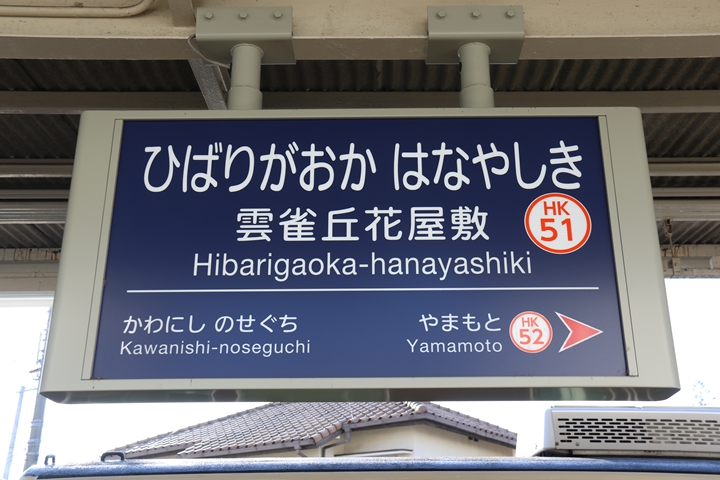 ひばりがおか はなやしき
雲雀丘花屋敷
HK
51
Hibarigaoka-hanayashiki
かわにし のせぐち
Kawanishi-noseguchi
やまもと
Yamamoto
HK
52